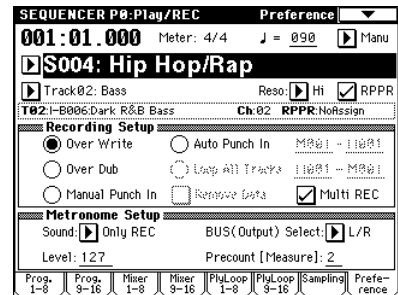 SEQUENCER P0:Play/REC Preference
001:01.000 Meter: 4/4 ♩ = 090 Manu
S004: Hip Hop/Rap
Track02: Bass Reso: Hi RPPR
T02:I-B006:Dark R&B Bass Ch:02 RPPR:NoAssign
Recording Setup
Over Write Auto Punch In M001 - M001
Over Dub Loop All Tracks M001 - M001
Manual Punch In Remove Data Multi REC
Metronome Setup
Sound: Only REC BUS(Output) Select: L/R
Level: 127 Precount [Measure]: 2
Prog. 1-8 Prog. 9-16 Mixer 1-8 Mixer 9-16 PlyLoop 1-8 PlyLoop 9-16 Sampling Prefe-rence